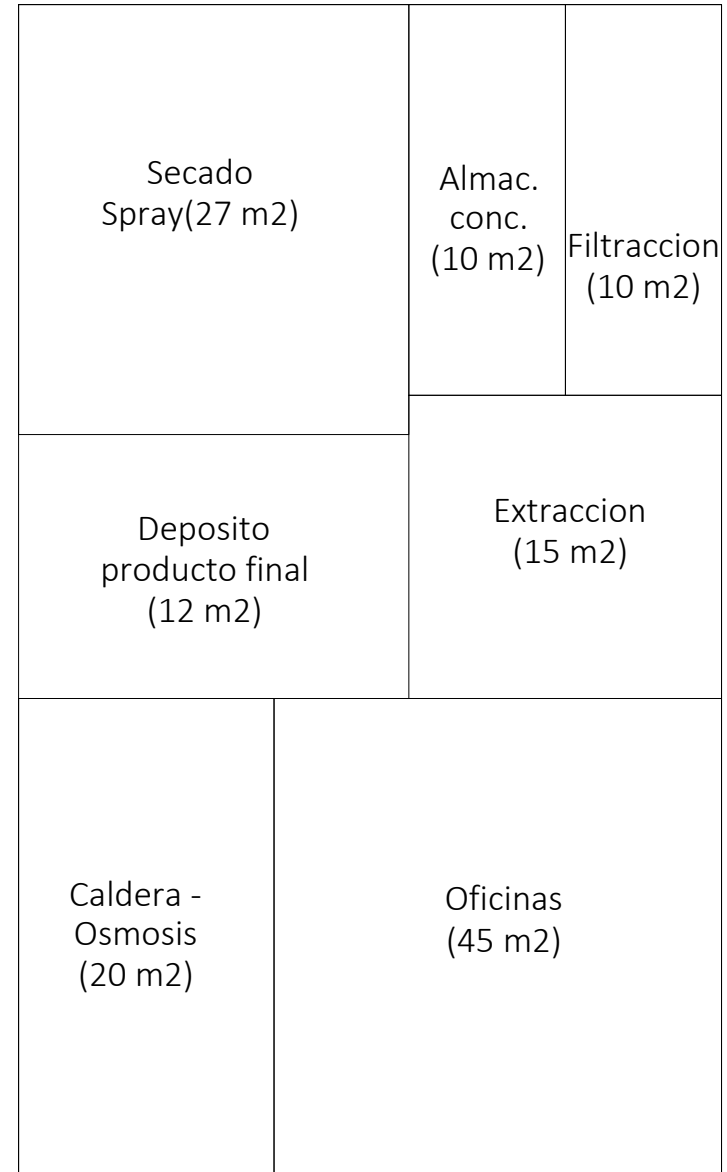 Secado
Spray(27 m2)
Almac.
conc.
(10 m2)
Filtraccion
(10 m2)
Deposito
producto final
(12 m2)
Extraccion
(15 m2)
Caldera -
Osmosis
(20 m2)
Oficinas
(45 m2)